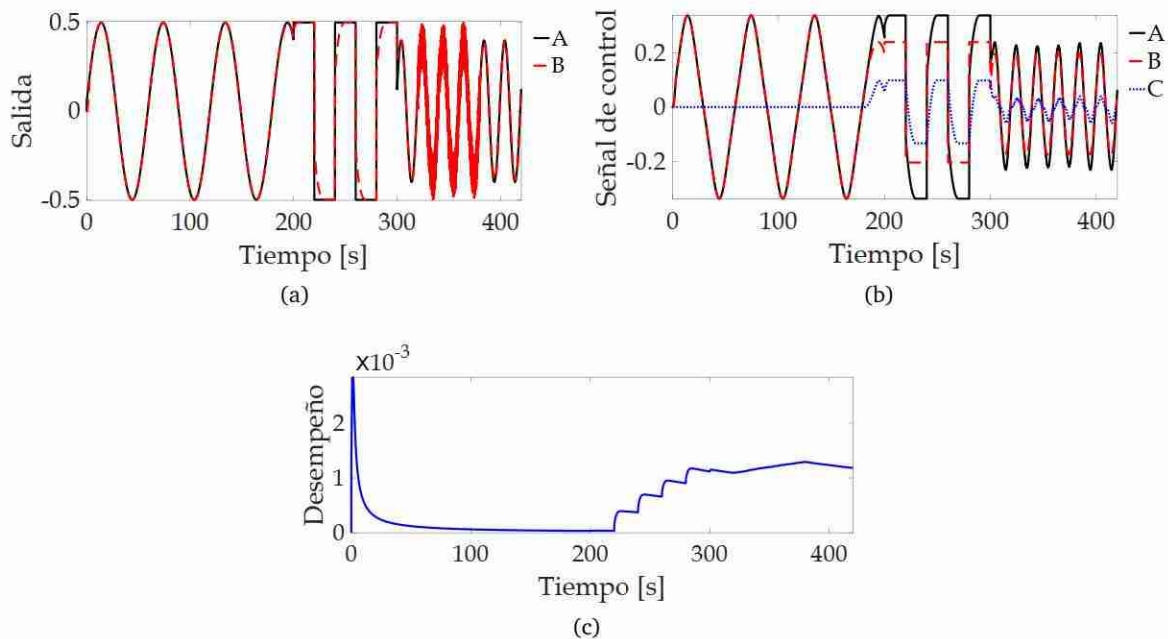 0.5
0
-0.5
Salida
0 100 200 300 400
Tiempo [s]
A
B
(a)
0.2
0
-0.2
Señal de control
0 100 200 300 400
Tiempo [s]
A
B
C
(b)
x10-3
2
1
0
Desempeño
0 100 200 300 400
Tiempo [s]
(c)